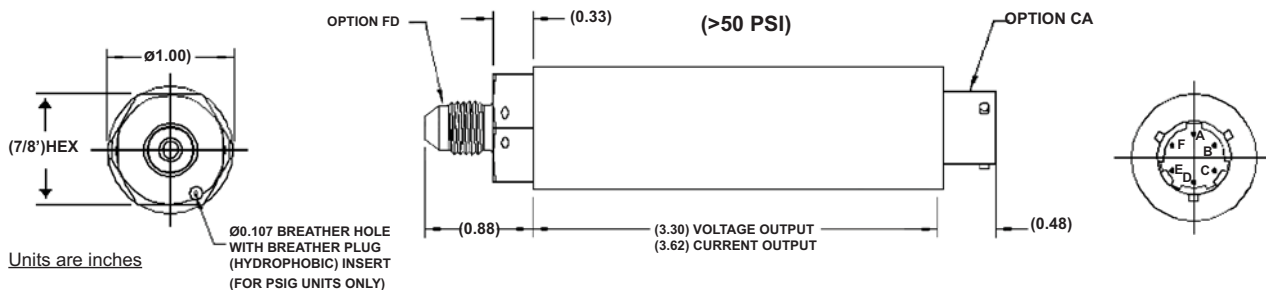 OPTION FD
(0.33)
(>50 PSI)
OPTION CA
Ø1.00)
(7/8')HEX
A
F
B
E
C
D
(0.88)
(3.30) VOLTAGE OUTPUT
(3.62) CURRENT OUTPUT
(0.48)
Ø0.107 BREATHER HOLE
WITH BREATHER PLUG
(HYDROPHOBIC) INSERT
(FOR PSIG UNITS ONLY)
Units are inches